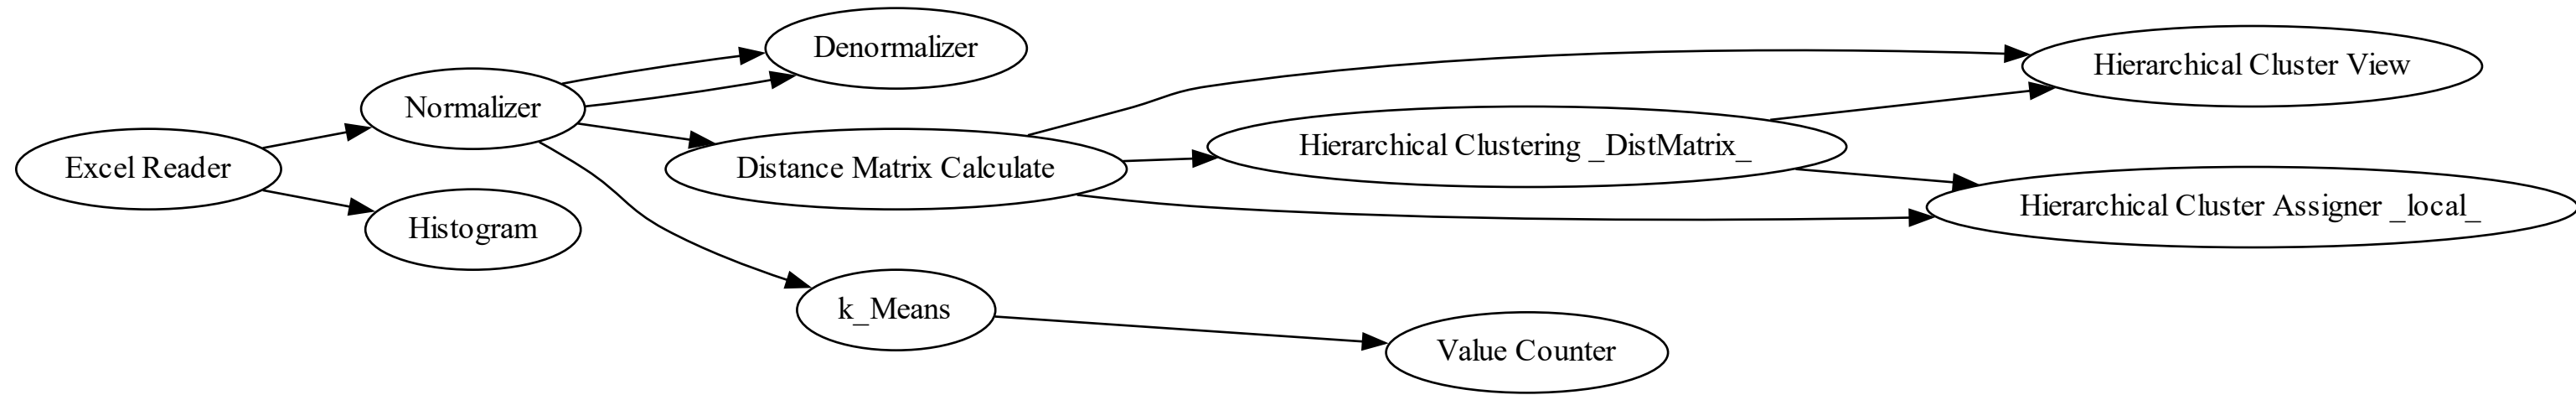 Excel Reader
Normalizer
Histogram
Denormalizer
Distance Matrix Calculate
k_Means
Hierarchical Clustering _DistMatrix_
Value Counter
Hierarchical Cluster View
Hierarchical Cluster Assigner _local_